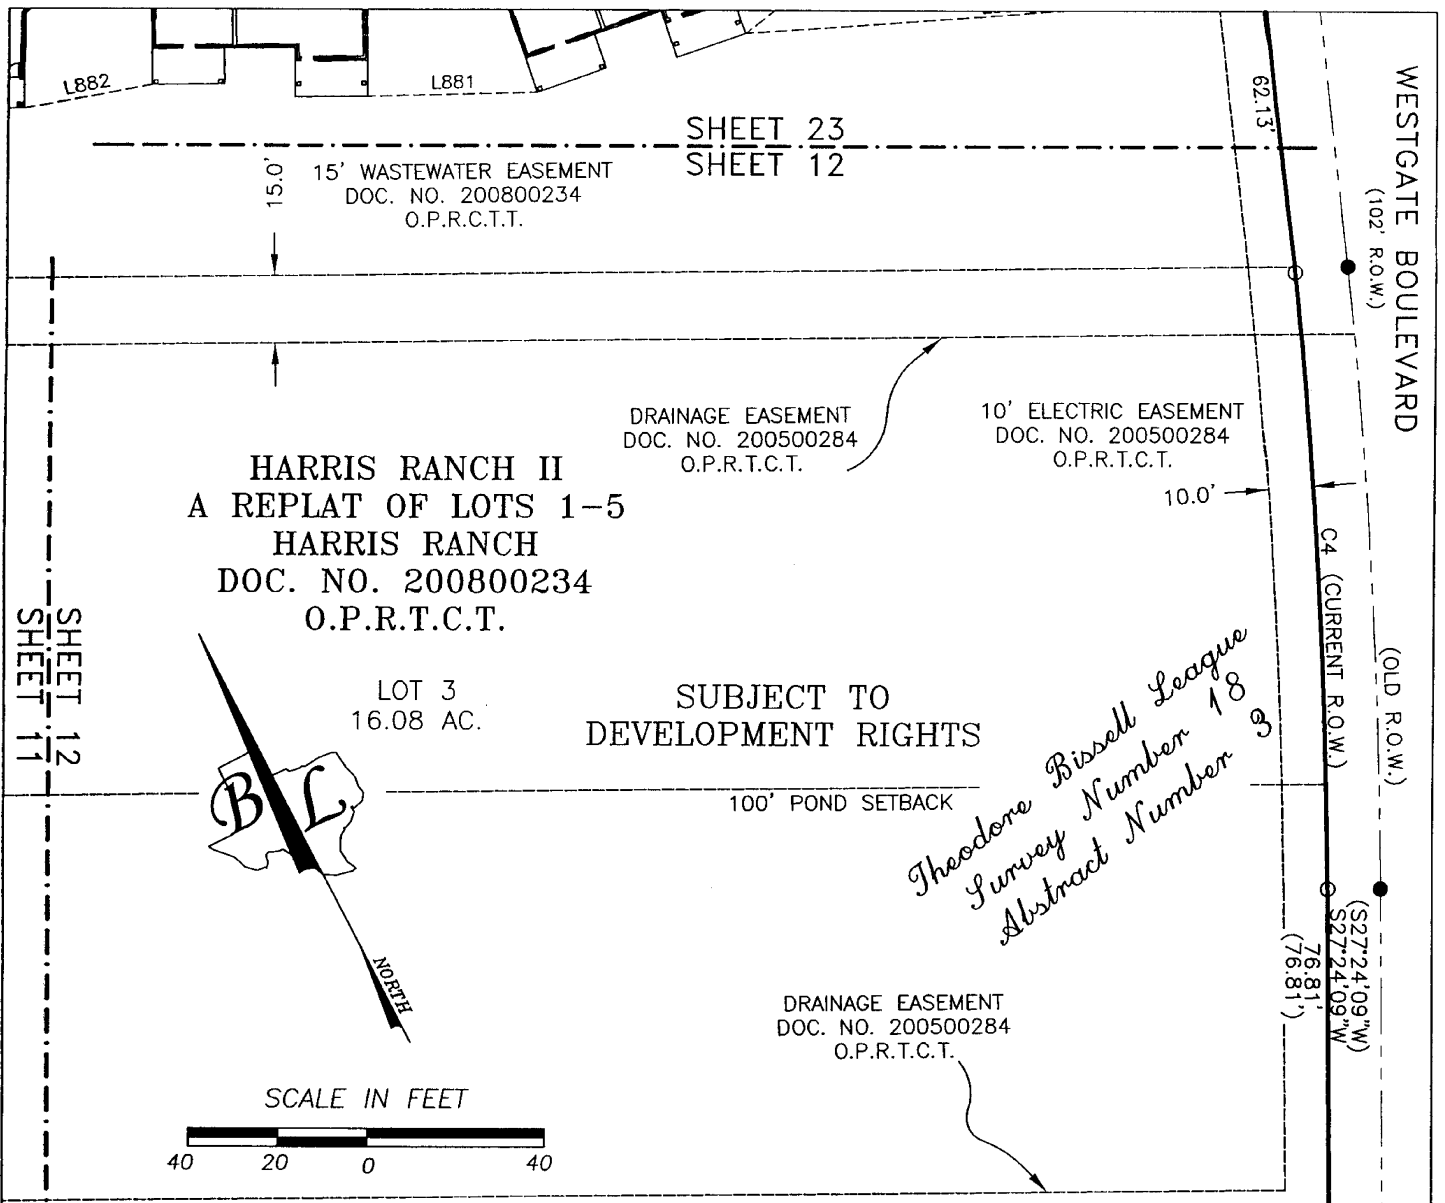 L882
L881
62.13'
WESTGATE BOULEVARD
(102' R.O.W.)
SHEET 23
SHEET 12
15.0'
15' WASTEWATER EASEMENT
DOC. NO. 200800234
O.P.R.C.T.T.
DRAINAGE EASEMENT
DOC. NO. 200500284
O.P.R.T.C.T.
10' ELECTRIC EASEMENT
DOC. NO. 200500284
O.P.R.T.C.T.
10.0'
HARRIS RANCH II
A REPLAT OF LOTS 1-5
HARRIS RANCH
DOC. NO. 200800234
O.P.R.T.C.T.
C4 (CURRENT R.O.W.)
(OLD R.O.W.)
SHEET 12
SHEET 11
LOT 3
16.08 AC.
SUBJECT TO
DEVELOPMENT RIGHTS
Theodore Bissell League
Survey Number 18
Abstract Number 3
B L
100' POND SETBACK
NORTH
(S27°24'09"W)
S27°24'09"W
76.81'
(76.81')
DRAINAGE EASEMENT
DOC. NO. 200500284
O.P.R.T.C.T.
SCALE IN FEET
40 20 0 40